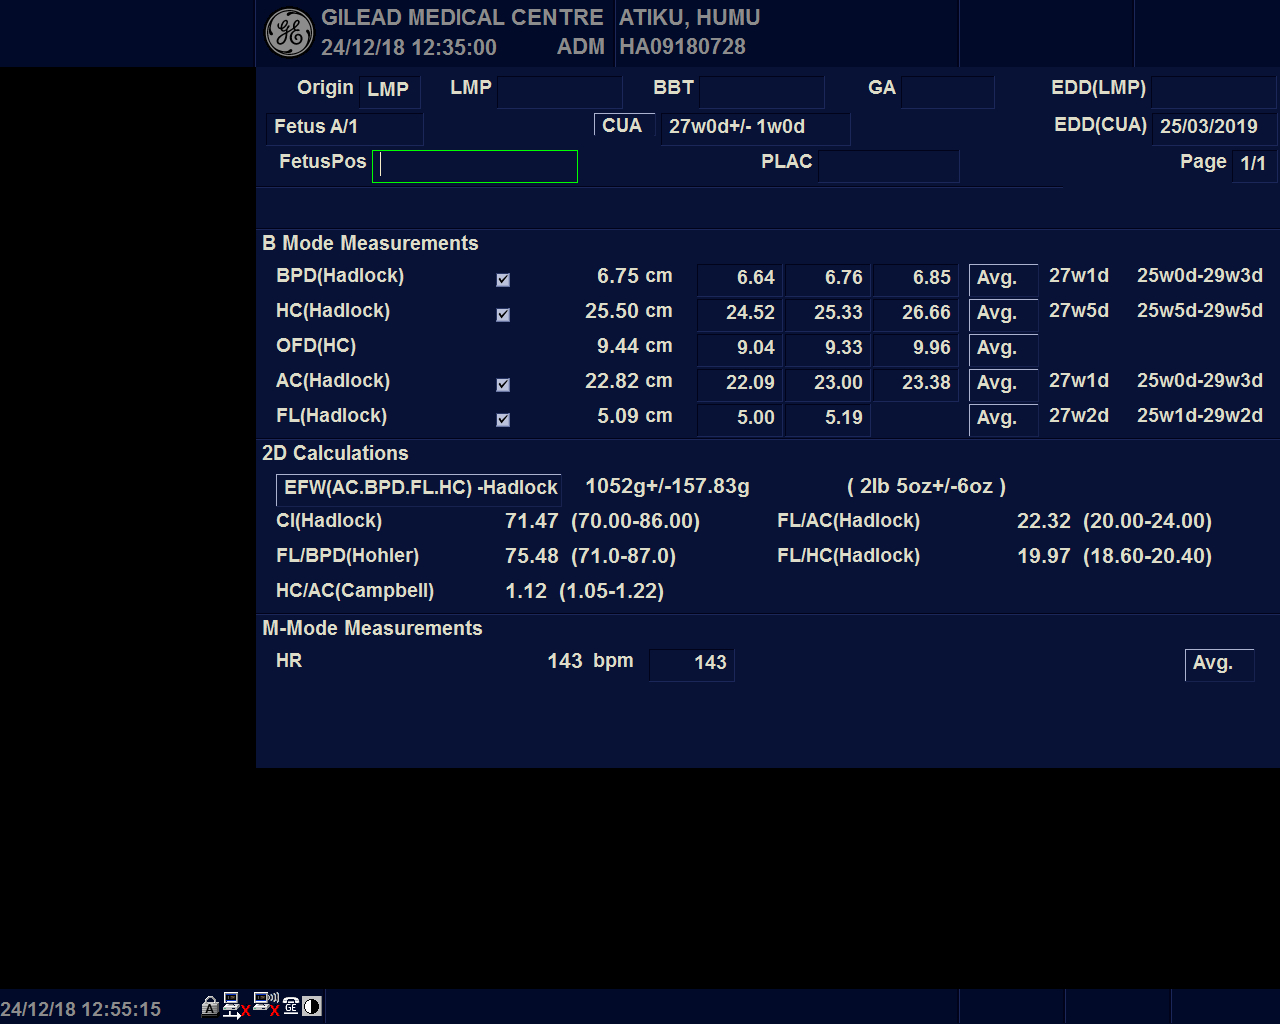 GILEAD MEDICAL CENTRE ATIKU, HUMU
24/12/18 12:35:00 ADM HA09180728
Origin LMP LMP BBT GA EDD(LMP)
Fetus A/1 CUA 27w0d+/- 1w0d EDD(CUA) 25/03/2019
FetusPos PLAC Page 1/1
B Mode Measurements
BPD(Hadlock) 6.75 cm 6.64 6.76 6.85 Avg. 27w1d 25w0d-29w3d
HC(Hadlock) 25.50 cm 24.52 25.33 26.66 Avg. 27w5d 25w5d-29w5d
OFD(HC) 9.44 cm 9.04 9.33 9.96 Avg.
AC(Hadlock) 22.82 cm 22.09 23.00 23.38 Avg. 27w1d 25w0d-29w3d
FL(Hadlock) 5.09 cm 5.00 5.19 Avg. 27w2d 25w1d-29w2d
2D Calculations
EFW(AC.BPD.FL.HC) -Hadlock 1052g+/-157.83g ( 2lb 5oz+/-6oz )
CI(Hadlock) 71.47 (70.00-86.00) FL/AC(Hadlock) 22.32 (20.00-24.00)
FL/BPD(Hohler) 75.48 (71.0-87.0) FL/HC(Hadlock) 19.97 (18.60-20.40)
HC/AC(Campbell) 1.12 (1.05-1.22)
M-Mode Measurements
HR 143 bpm 143 Avg.
24/12/18 12:55:15 A GE